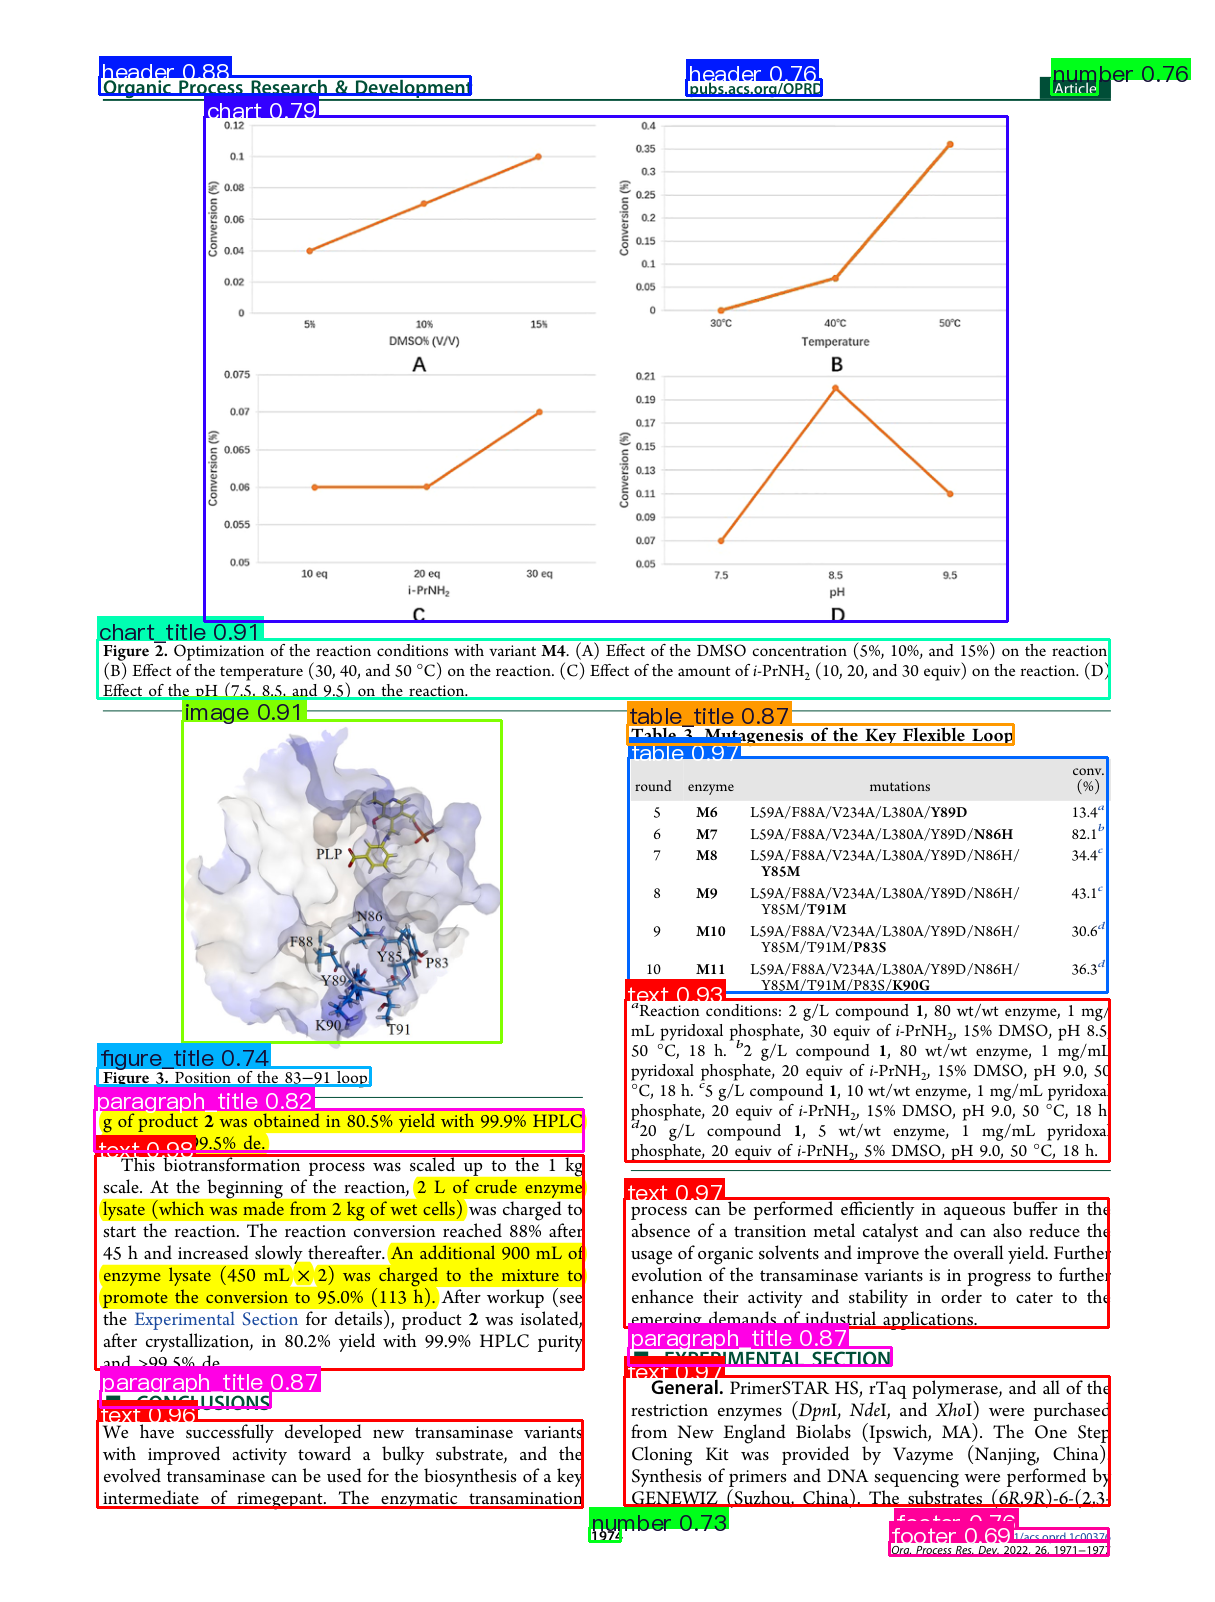 header 0.88
header 0.76
number 0.76
Organic Process Research & Development
pubs.acs.org/OPRD
Article
chart 0.79
0.12
0.1
0.08
0.06
0.04
0.02
0
Conversion (%)
5% 10% 15%
DMSO% (V/V)
A
0.4
0.35
0.3
0.25
0.2
0.15
0.1
0.05
0
Conversion (%)
30°C 40°C 50°C
Temperature
B
0.075
0.07
0.065
0.06
0.055
0.05
Conversion (%)
10 eq 20 eq 30 eq
i-PrNH₂
C
0.21
0.19
0.17
0.15
0.13
0.11
0.09
0.07
0.05
Conversion (%)
7.5 8.5 9.5
pH
D
chart_title 0.91
Figure 2. Optimization of the reaction conditions with variant M4. (A) Effect of the DMSO concentration (5%, 10%, and 15%) on the reaction
(B) Effect of the temperature (30, 40, and 50 °C) on the reaction. (C) Effect of the amount of i-PrNH₂ (10, 20, and 30 equiv) on the reaction. (D)
Effect of the pH (7.5, 8.5, and 9.5) on the reaction.
image 0.91
PLP
N86
F88
Y85
P83
Y89
K90
T91
figure_title 0.74
Figure 3. Position of the 83−91 loop
paragraph_title 0.82
g of product 2 was obtained in 80.5% yield with 99.9% HPLC
99.5% de.
text 0.98
This biotransformation process was scaled up to the 1 kg
scale. At the beginning of the reaction, 2 L of crude enzyme
lysate (which was made from 2 kg of wet cells) was charged to
start the reaction. The reaction conversion reached 88% after
45 h and increased slowly thereafter. An additional 900 mL of
enzyme lysate (450 mL × 2) was charged to the mixture to
promote the conversion to 95.0% (113 h). After workup (see
the Experimental Section for details), product 2 was isolated,
after crystallization, in 80.2% yield with 99.9% HPLC purity
and >99.5% de
paragraph_title 0.87
■ CONCLUSIONS
text 0.96
We have successfully developed new transaminase variants
with improved activity toward a bulky substrate, and the
evolved transaminase can be used for the biosynthesis of a key
intermediate of rimegepant. The enzymatic transamination
table_title 0.87
Table 3. Mutagenesis of the Key Flexible Loop
table 0.97
round enzyme mutations conv. (%)
5 M6 L59A/F88A/V234A/L380A/Y89D 13.4ᵃ
6 M7 L59A/F88A/V234A/L380A/Y89D/N86H 82.1ᵇ
7 M8 L59A/F88A/V234A/L380A/Y89D/N86H/ 34.4ᶜ
Y85M
8 M9 L59A/F88A/V234A/L380A/Y89D/N86H/ 43.1ᶜ
Y85M/T91M
9 M10 L59A/F88A/V234A/L380A/Y89D/N86H/ 30.6ᵈ
Y85M/T91M/P83S
10 M11 L59A/F88A/V234A/L380A/Y89D/N86H/ 36.3ᵈ
Y85M/T91M/P83S/K90G
text 0.93
ᵃReaction conditions: 2 g/L compound 1, 80 wt/wt enzyme, 1 mg/
mL pyridoxal phosphate, 30 equiv of i-PrNH₂, 15% DMSO, pH 8.5
50 °C, 18 h. ᵇ2 g/L compound 1, 80 wt/wt enzyme, 1 mg/mL
pyridoxal phosphate, 20 equiv of i-PrNH₂, 15% DMSO, pH 9.0, 50
°C, 18 h. ᶜ5 g/L compound 1, 10 wt/wt enzyme, 1 mg/mL pyridoxa
phosphate, 20 equiv of i-PrNH₂, 15% DMSO, pH 9.0, 50 °C, 18 h
ᵈ20 g/L compound 1, 5 wt/wt enzyme, 1 mg/mL pyridoxa
phosphate, 20 equiv of i-PrNH₂, 5% DMSO, pH 9.0, 50 °C, 18 h.
text 0.97
process can be performed efficiently in aqueous buffer in the
absence of a transition metal catalyst and can also reduce the
usage of organic solvents and improve the overall yield. Further
evolution of the transaminase variants is in progress to further
enhance their activity and stability in order to cater to the
emerging demands of industrial applications.
paragraph_title 0.87
■ EXPERIMENTAL SECTION
text 0.97
General. PrimerSTAR HS, rTaq polymerase, and all of the
restriction enzymes (DpnI, NdeI, and XhoI) were purchased
from New England Biolabs (Ipswich, MA). The One Step
Cloning Kit was provided by Vazyme (Nanjing, China)
Synthesis of primers and DNA sequencing were performed by
GENEWIZ (Suzhou, China). The substrates (6R,9R)-6-(2,3-
number 0.73
1974
footer 0.76
footer 0.69
1/acs.oprd.1c00376
Org. Process Res. Dev. 2022, 26, 1971−1977